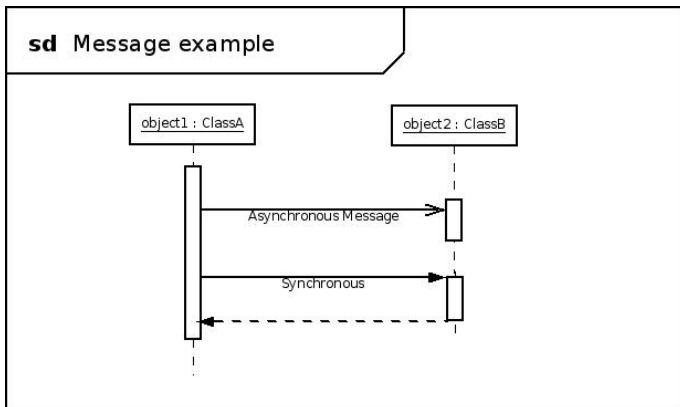 sd Message example
object1 : ClassA
object2 : ClassB
Asynchronous Message
Synchronous